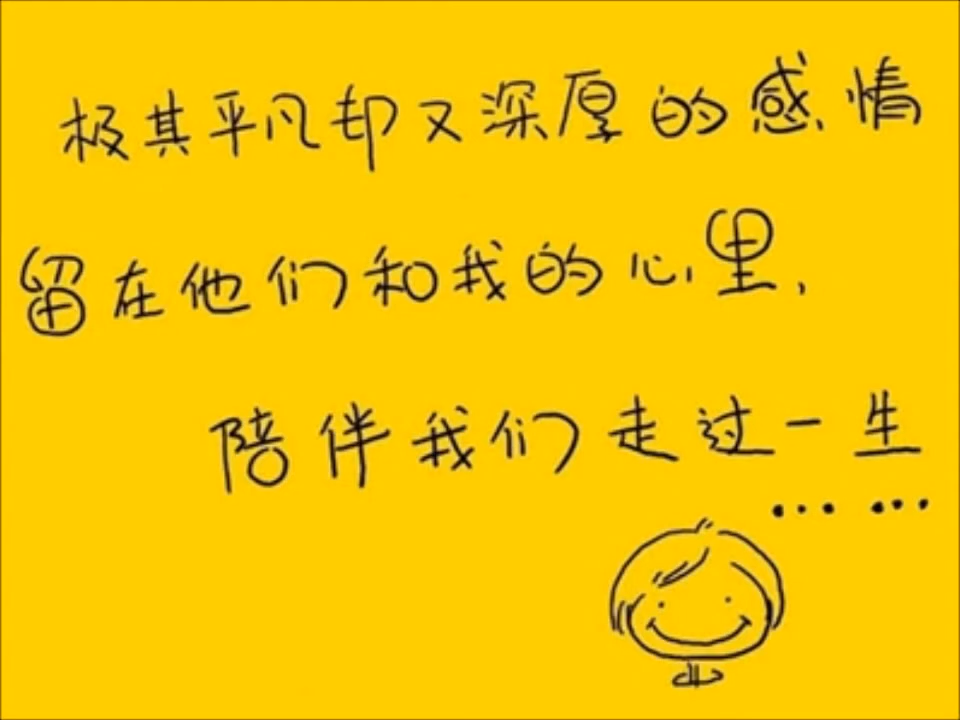 极其平凡却又深厚的感情
留在他们和我的心里，
陪伴我们走过一生
……